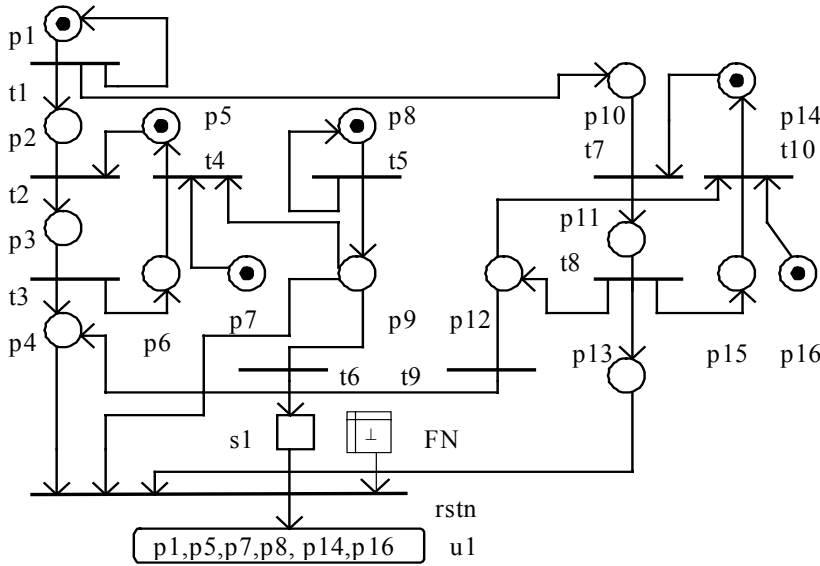 p1
t1
p2
p5
p8
p10
p14
t4
t5
t7
t10
t2
p3
p11
t8
t3
p4
p6
p7
p9
p12
p13
p15
p16
t6
t9
s1
⊥
FN
rstn
p1,p5,p7,p8, p14,p16
u1